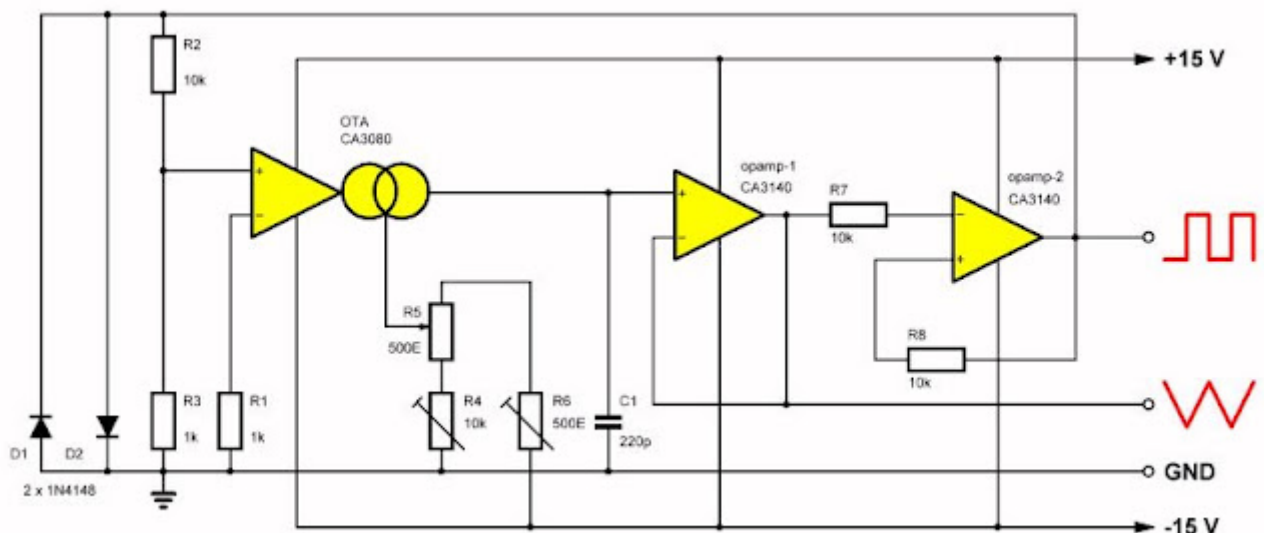 R2
10k
+15 V
OTA
CA3080
opamp-1
CA3140
R7
10k
opamp-2
CA3140
+
−
+
−
−
+
R5
500E
R8
10k
R3
1k
R1
1k
R4
10k
R6
500E
C1
220p
D1
D2
2 x 1N4148
GND
-15 V